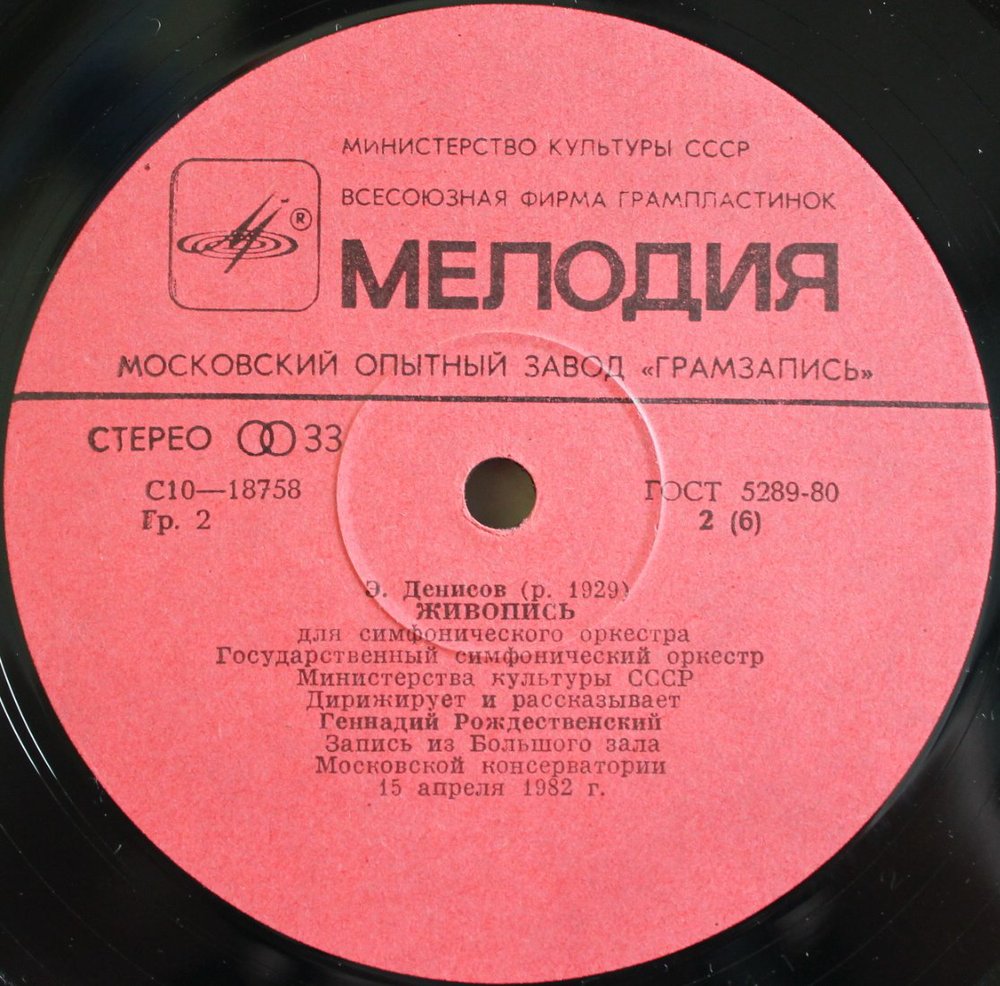 МИНИСТЕРСТВО КУЛЬТУРЫ СССР
ВСЕСОЮЗНАЯ ФИРМА ГРАМПЛАСТИНОК
®
МЕЛОДИЯ
МОСКОВСКИЙ ОПЫТНЫЙ ЗАВОД «ГРАМЗАПИСЬ»
СТЕРЕО 33
С10—18758 ГОСТ 5289-80
Гр. 2 2 (6)
Э. Денисов (р. 1929)
ЖИВОПИСЬ
для симфонического оркестра
Государственный симфонический оркестр
Министерства культуры СССР
Дирижирует и рассказывает
Геннадий Рождественский
Запись из Большого зала
Московской консерватории
15 апреля 1982 г.